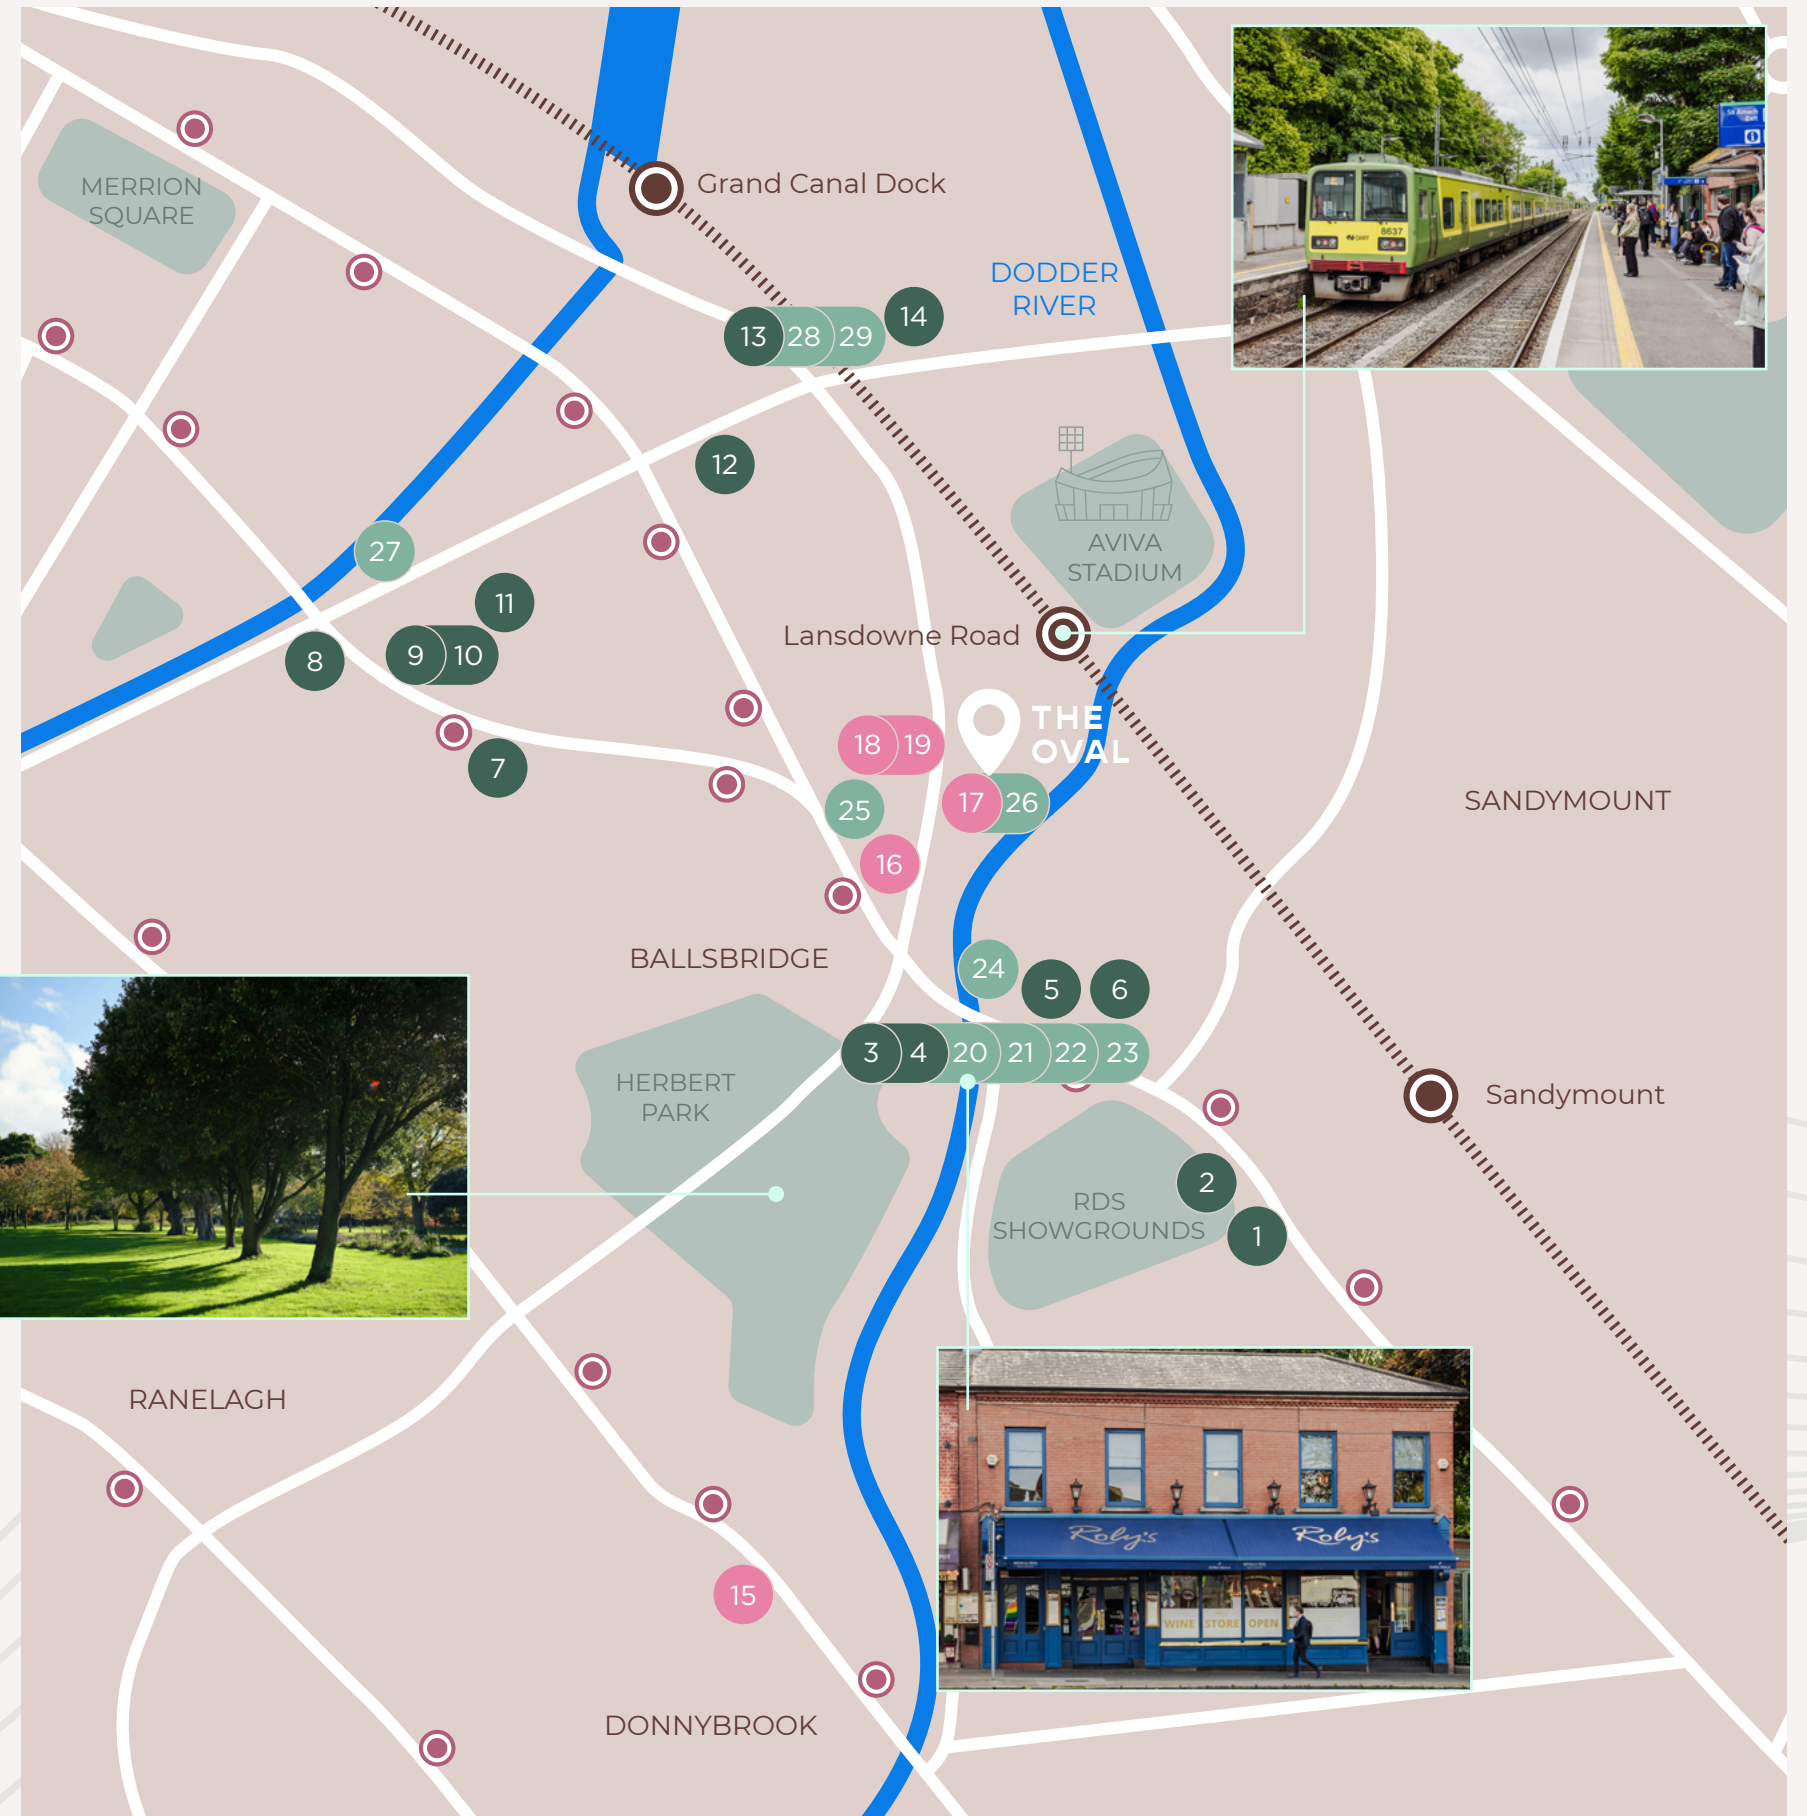 MERRION
SQUARE
Grand Canal Dock
DODDER
RIVER
8637
DART
13 28 29
14
12
AVIVA
STADIUM
27
11
8
9 10
Lansdowne Road
7
18 19
THE
OVAL
17 26
25
16
SANDYMOUNT
BALLSBRIDGE
24
5
6
3 4 20 21 22 23
HERBERT
PARK
Sandymount
2
RDS
SHOWGROUNDS
1
RANELAGH
Roly's
Roly's
WINE STORE OPEN
15
DONNYBROOK